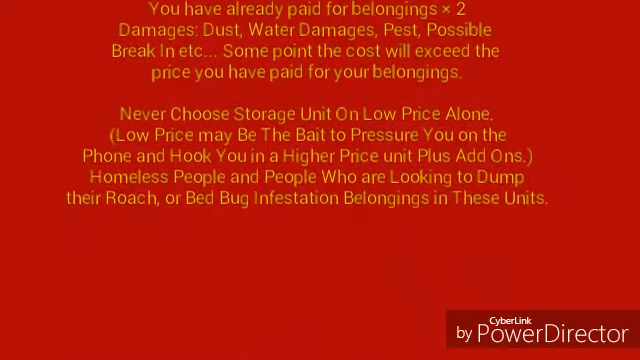 You have already paid for belongings × 2
Damages: Dust, Water Damages, Pest, Possible
Break In etc... Some point the cost will exceed the
price you have paid for your belongings.
Never Choose Storage Unit On Low Price Alone.
(Low Price may Be The Bait to Pressure You on the
Phone and Hook You in a Higher Price unit Plus Add Ons.)
Homeless People and People Who are Looking to Dump
their Roach, or Bed Bug Infestation Belongings in These Units.
CyberLink
by PowerDirector